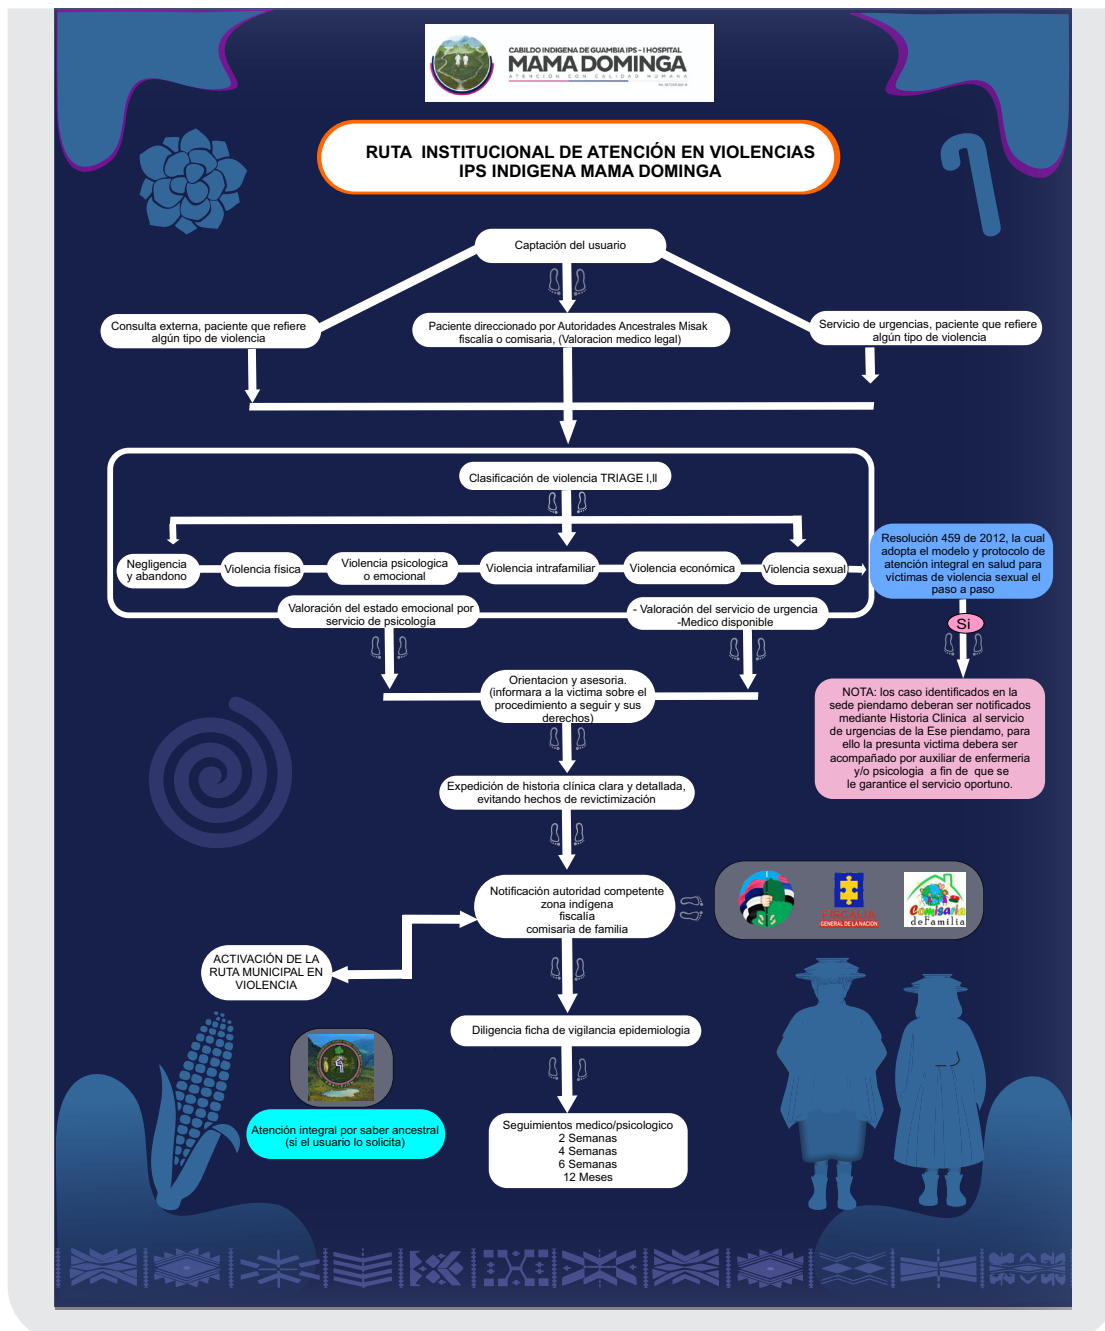 CABILDO INDIGENA DE GUAMBIA IPS - I HOSPITAL
MAMA DOMINGA
ATENCION CON CALIDAD HUMANA
RUTA INSTITUCIONAL DE ATENCIÓN EN VIOLENCIAS
IPS INDIGENA MAMA DOMINGA
Captación del usuario
Consulta externa, paciente que refiere
algún tipo de violencia
Paciente direccionado por Autoridades Ancestrales Misak
fiscalía o comisaria, (Valoracion medico legal)
Servicio de urgencias, paciente que refiere
algún tipo de violencia
Clasificación de violencia TRIAGE I,II
Negligencia
y abandono
Violencia física
Violencia psicologica
o emocional
Violencia intrafamiliar
Violencia económica
Violencia sexual
Resolución 459 de 2012, la cual
adopta el modelo y protocolo de
atención integral en salud para
víctimas de violencia sexual el
paso a paso
Si
NOTA: los caso identificados en la
sede piendamo deberan ser notificados
mediante Historia Clinica al servicio
de urgencias de la Ese piendamo, para
ello la presunta victima debera ser
acompañado por auxiliar de enfermeria
y/o psicologia a fin de que se
le garantice el servicio oportuno.
Valoración del estado emocional por
servicio de psicología
- Valoración del servicio de urgencia
-Medico disponible
Orientacion y asesoria.
(informara a la victima sobre el
procedimiento a seguir y sus
derechos)
Expedición de historia clínica clara y detallada,
evitando hechos de revictimización
Notificación autoridad competente
zona indígena
fiscalía
comisaria de familia
FISCALIA
GENERAL DE LA NACION
Comisaria
de Familia
ACTIVACIÓN DE LA
RUTA MUNICIPAL EN
VIOLENCIA
Diligencia ficha de vigilancia epidemiologia
Atención integral por saber ancestral
(si el usuario lo solicita)
Seguimientos medico/psicologico
2 Semanas
4 Semanas
6 Semanas
12 Meses